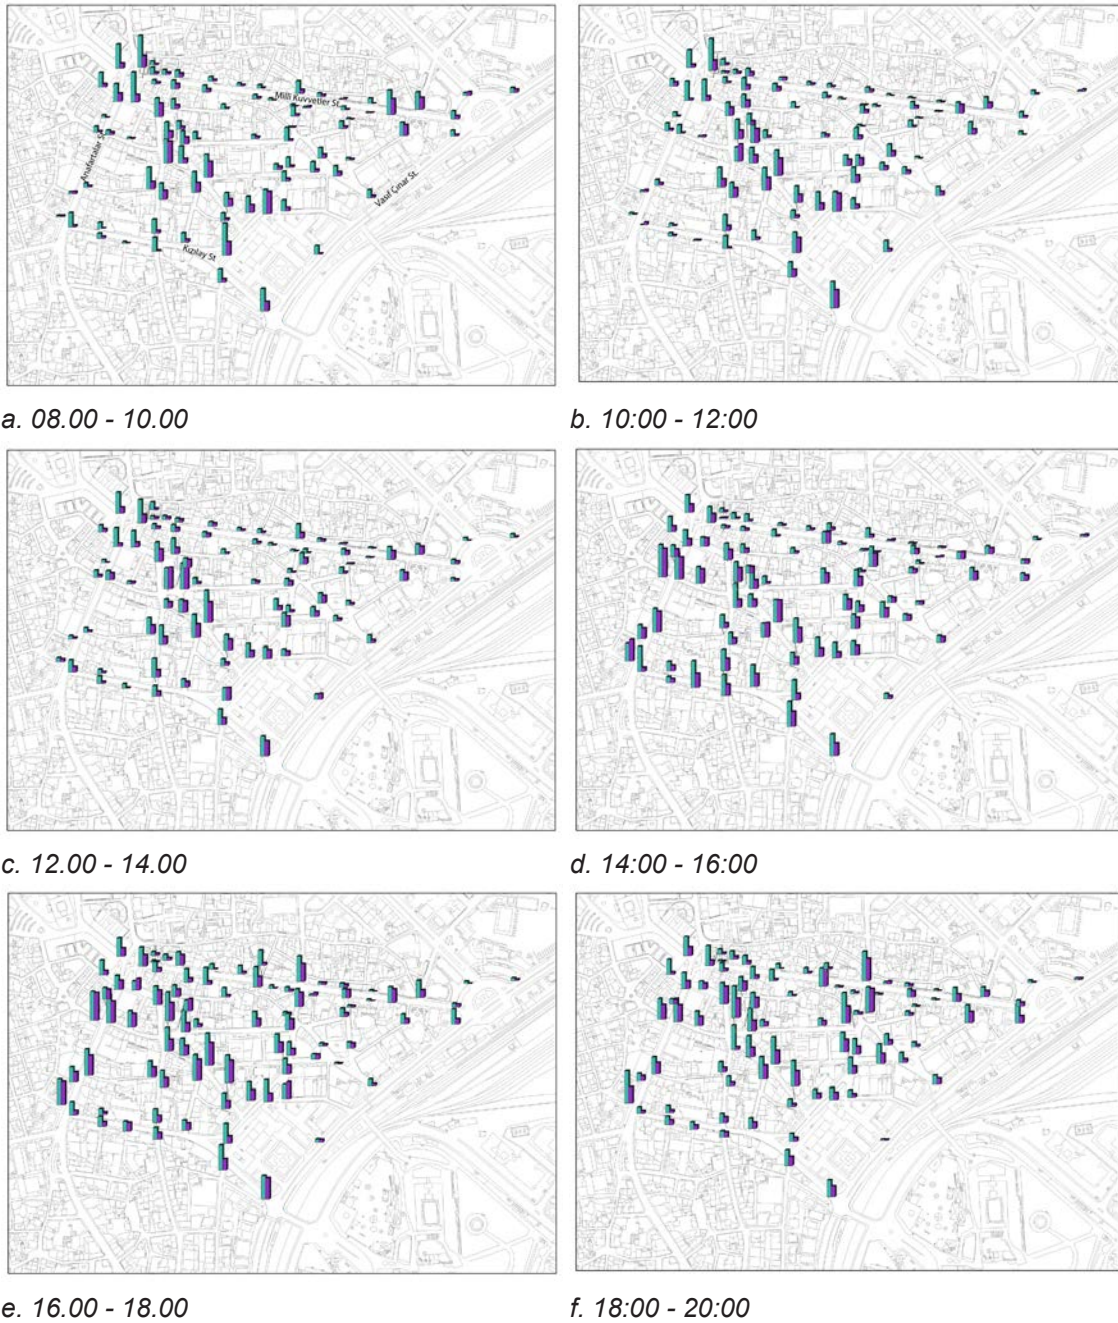 Milli Kuvvetler St.
Anafartalar St.
Vasıf Çınar St.
Kızılay St
a. 08.00 - 10.00
b. 10:00 - 12:00
c. 12.00 - 14.00
d. 14:00 - 16:00
e. 16.00 - 18.00
f. 18:00 - 20:00